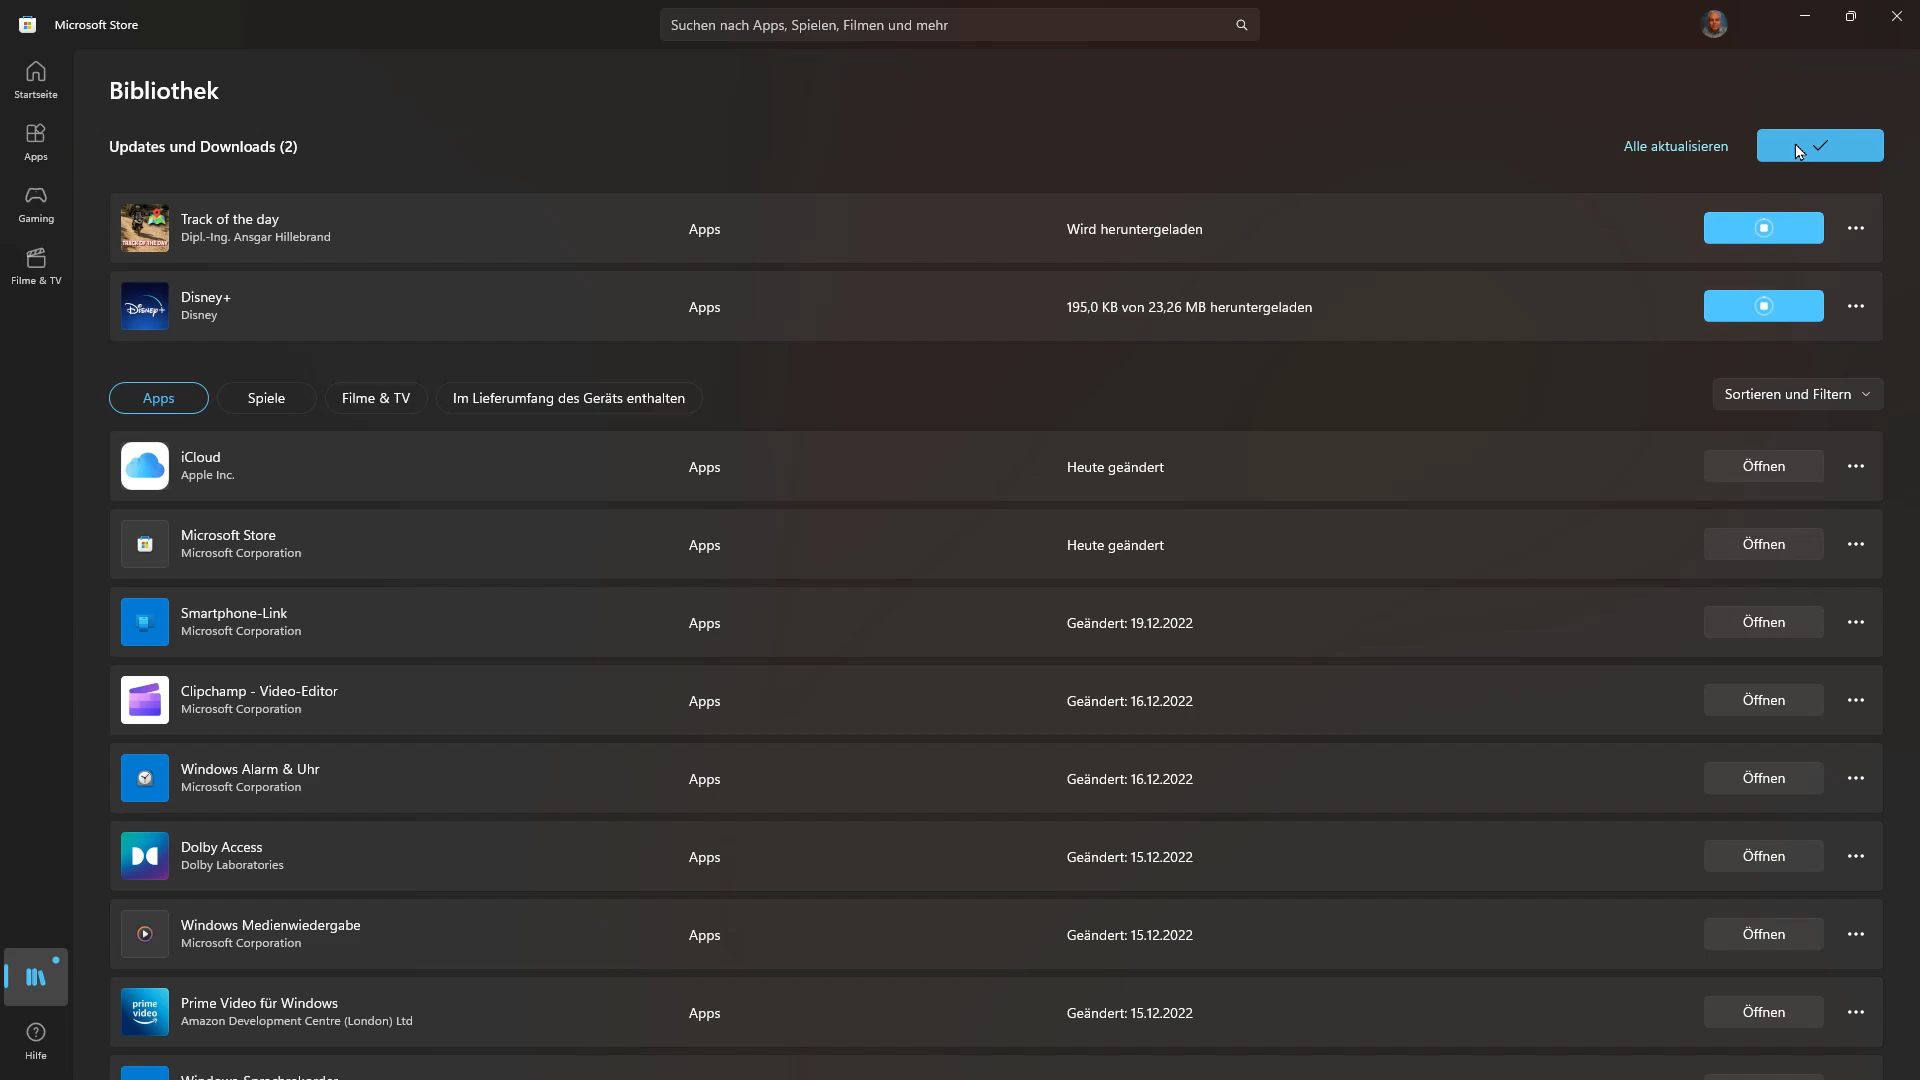 Microsoft Store
Suchen nach Apps, Spielen, Filmen und mehr
Startseite
Apps
Gaming
Filme & TV
Hilfe
Bibliothek
Updates und Downloads (2)
Alle aktualisieren
TRACK OF THE DAY
Track of the day
Dipl.-Ing. Ansgar Hillebrand
Apps
Wird heruntergeladen
Disney+
Disney+
Disney
Apps
195,0 KB von 23,26 MB heruntergeladen
Apps
Spiele
Filme & TV
Im Lieferumfang des Geräts enthalten
Sortieren und Filtern
iCloud
Apple Inc.
Apps
Heute geändert
Öffnen
Microsoft Store
Microsoft Corporation
Apps
Heute geändert
Öffnen
Smartphone-Link
Microsoft Corporation
Apps
Geändert: 19.12.2022
Öffnen
Clipchamp - Video-Editor
Microsoft Corporation
Apps
Geändert: 16.12.2022
Öffnen
Windows Alarm & Uhr
Microsoft Corporation
Apps
Geändert: 16.12.2022
Öffnen
Dolby Access
Dolby Laboratories
Apps
Geändert: 15.12.2022
Öffnen
Windows Medienwiedergabe
Microsoft Corporation
Apps
Geändert: 15.12.2022
Öffnen
prime
video
Prime Video für Windows
Amazon Development Centre (London) Ltd
Apps
Geändert: 15.12.2022
Öffnen